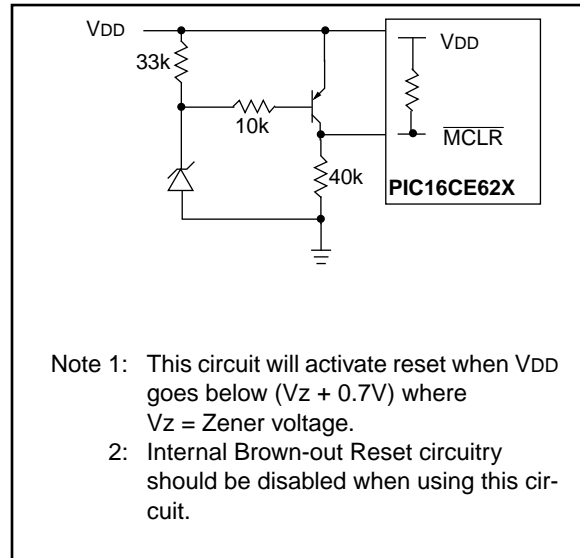 VDD
VDD
33k
10k
MCLR
40k
PIC16CE62X
Note 1: This circuit will activate reset when VDD
goes below (Vz + 0.7V) where
Vz = Zener voltage.
2: Internal Brown-out Reset circuitry
should be disabled when using this cir-
cuit.